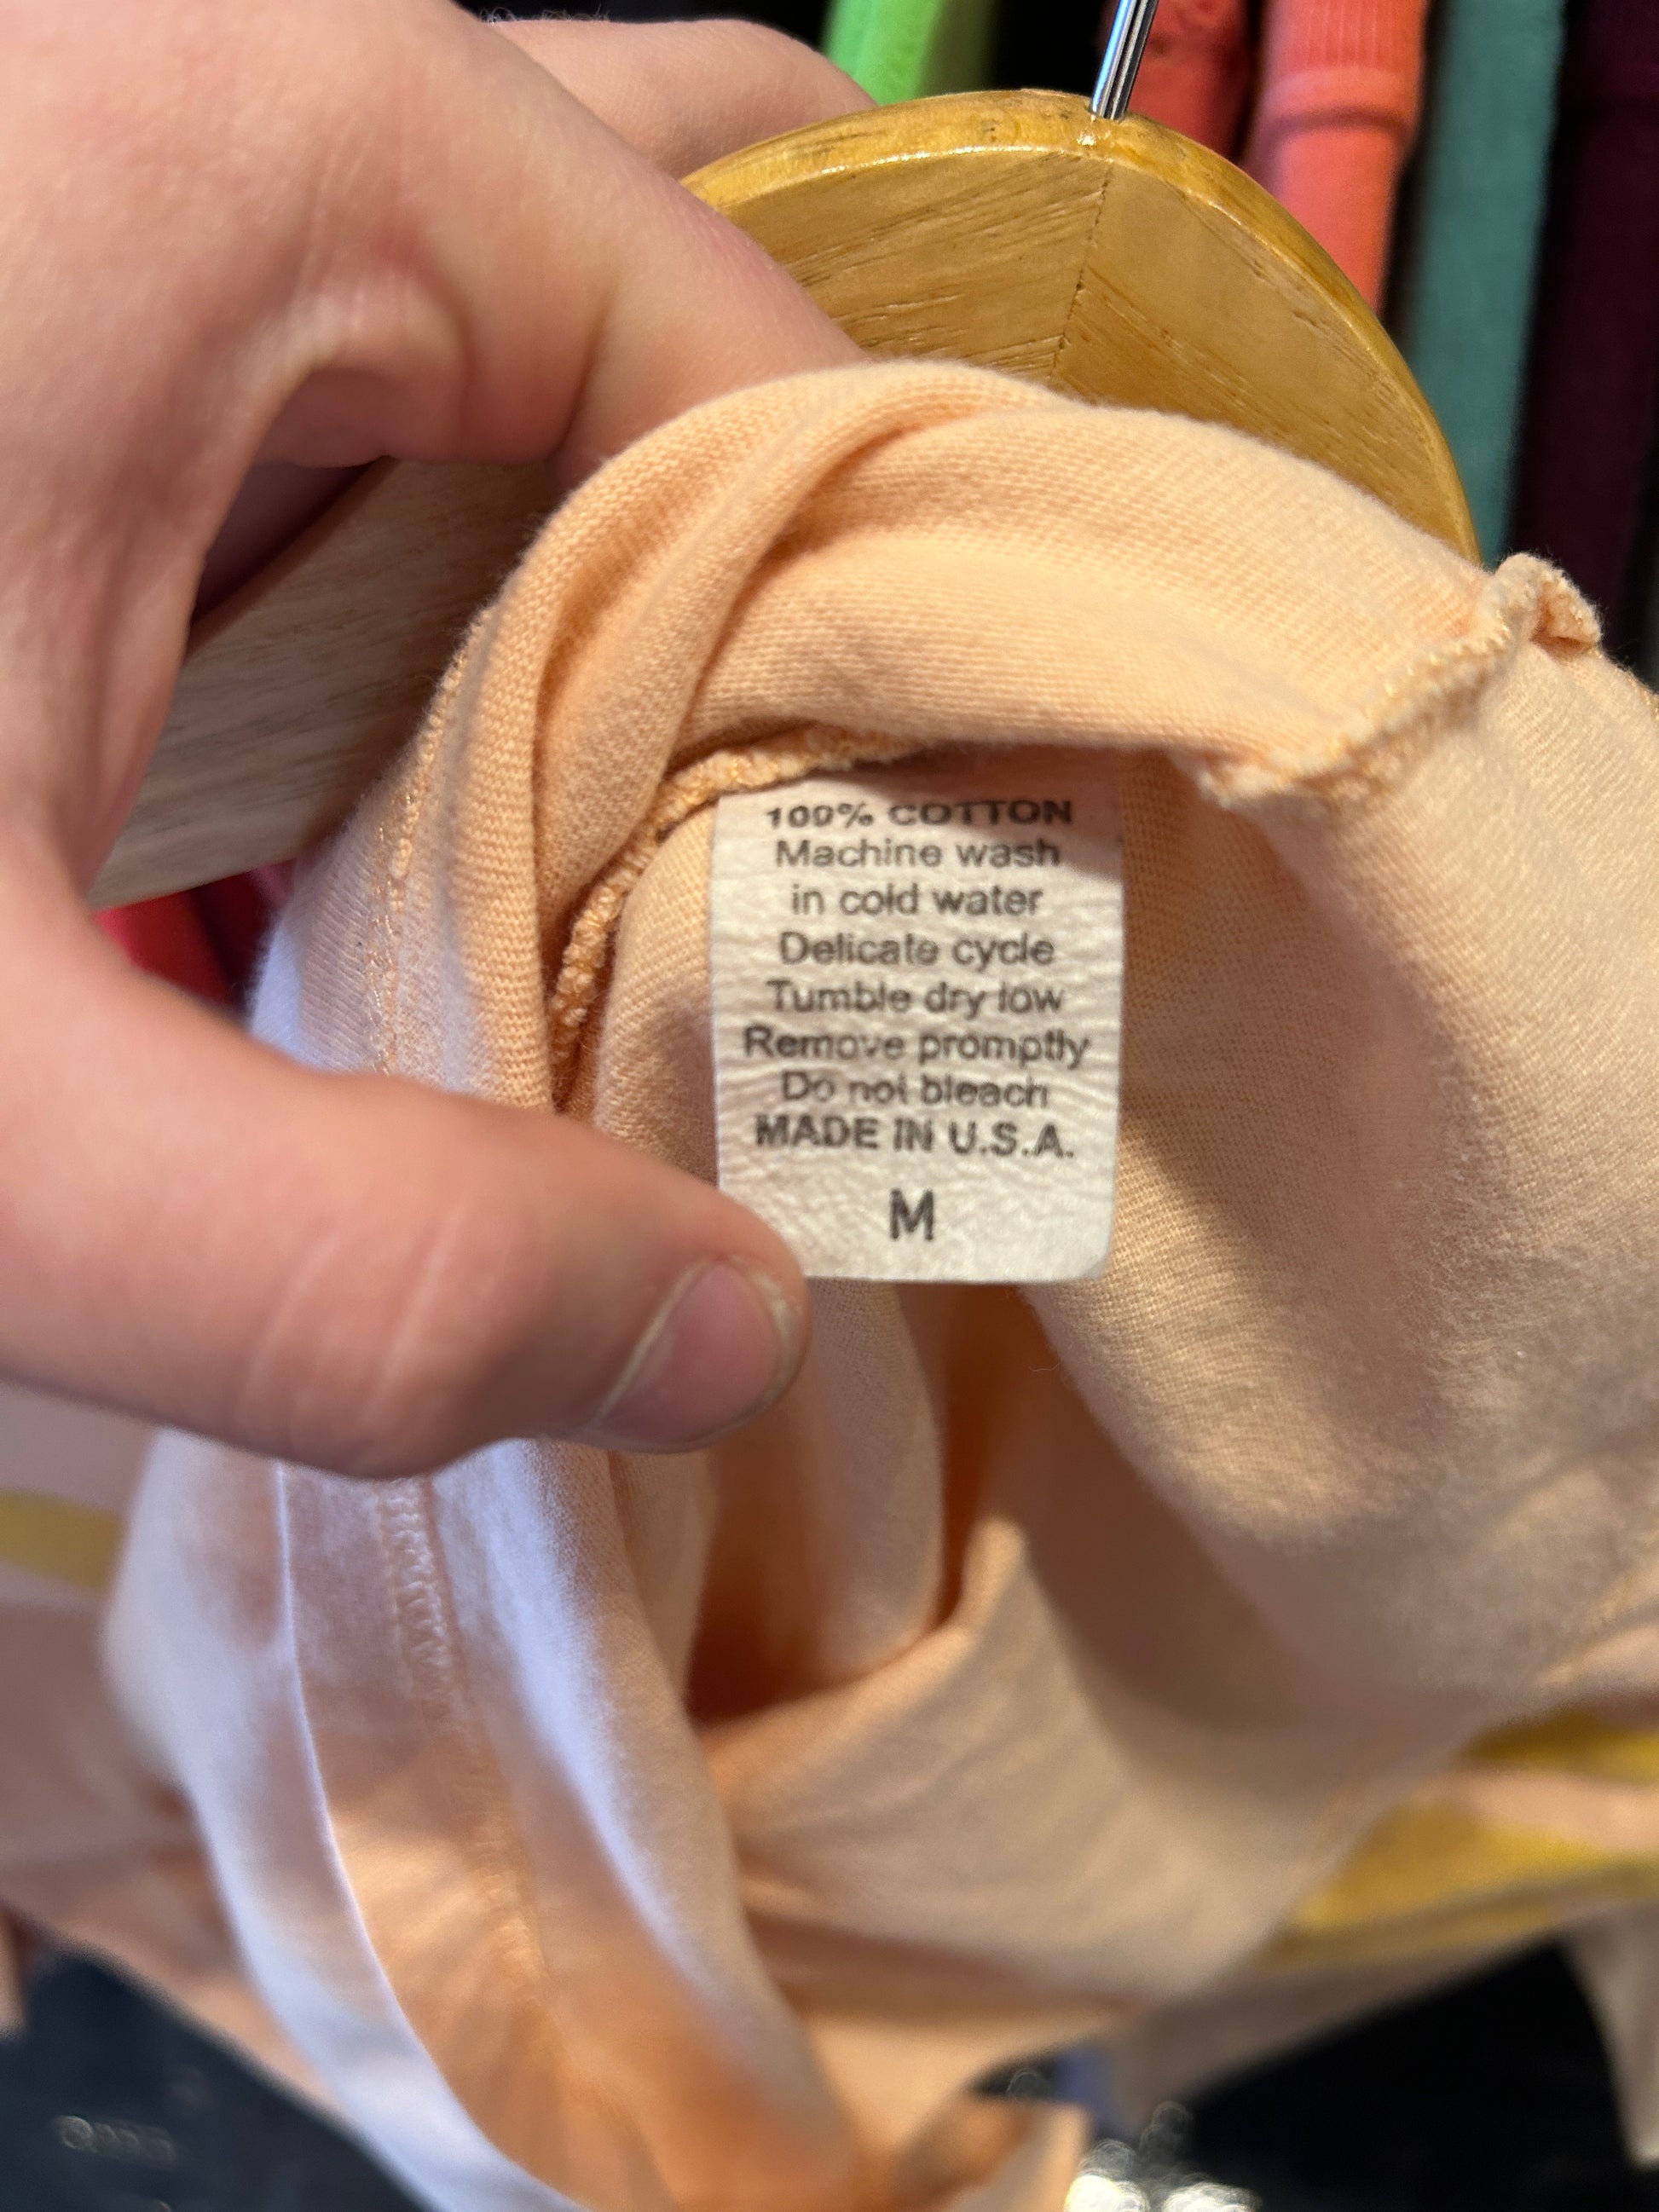 100% COTTON
Machine wash
in cold water
Delicate cycle
Tumble dry low
Remove promptly
Do not bleach
MADE IN U.S.A.
M